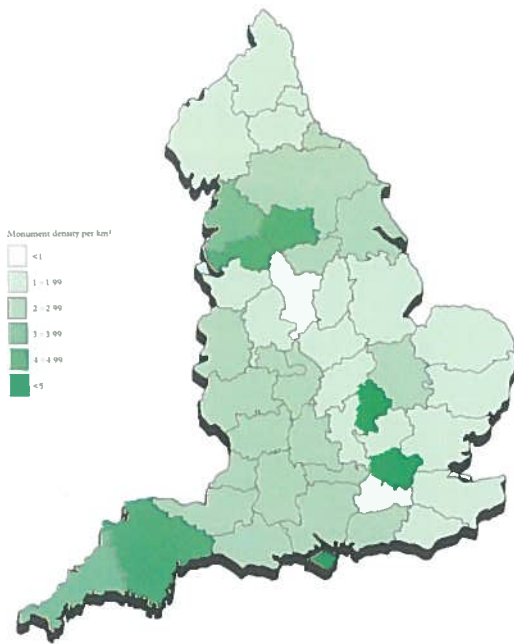 Monument density per km²
<1
1 - 1.99
2 - 2.99
3 - 3.99
4 - 4.99
<5